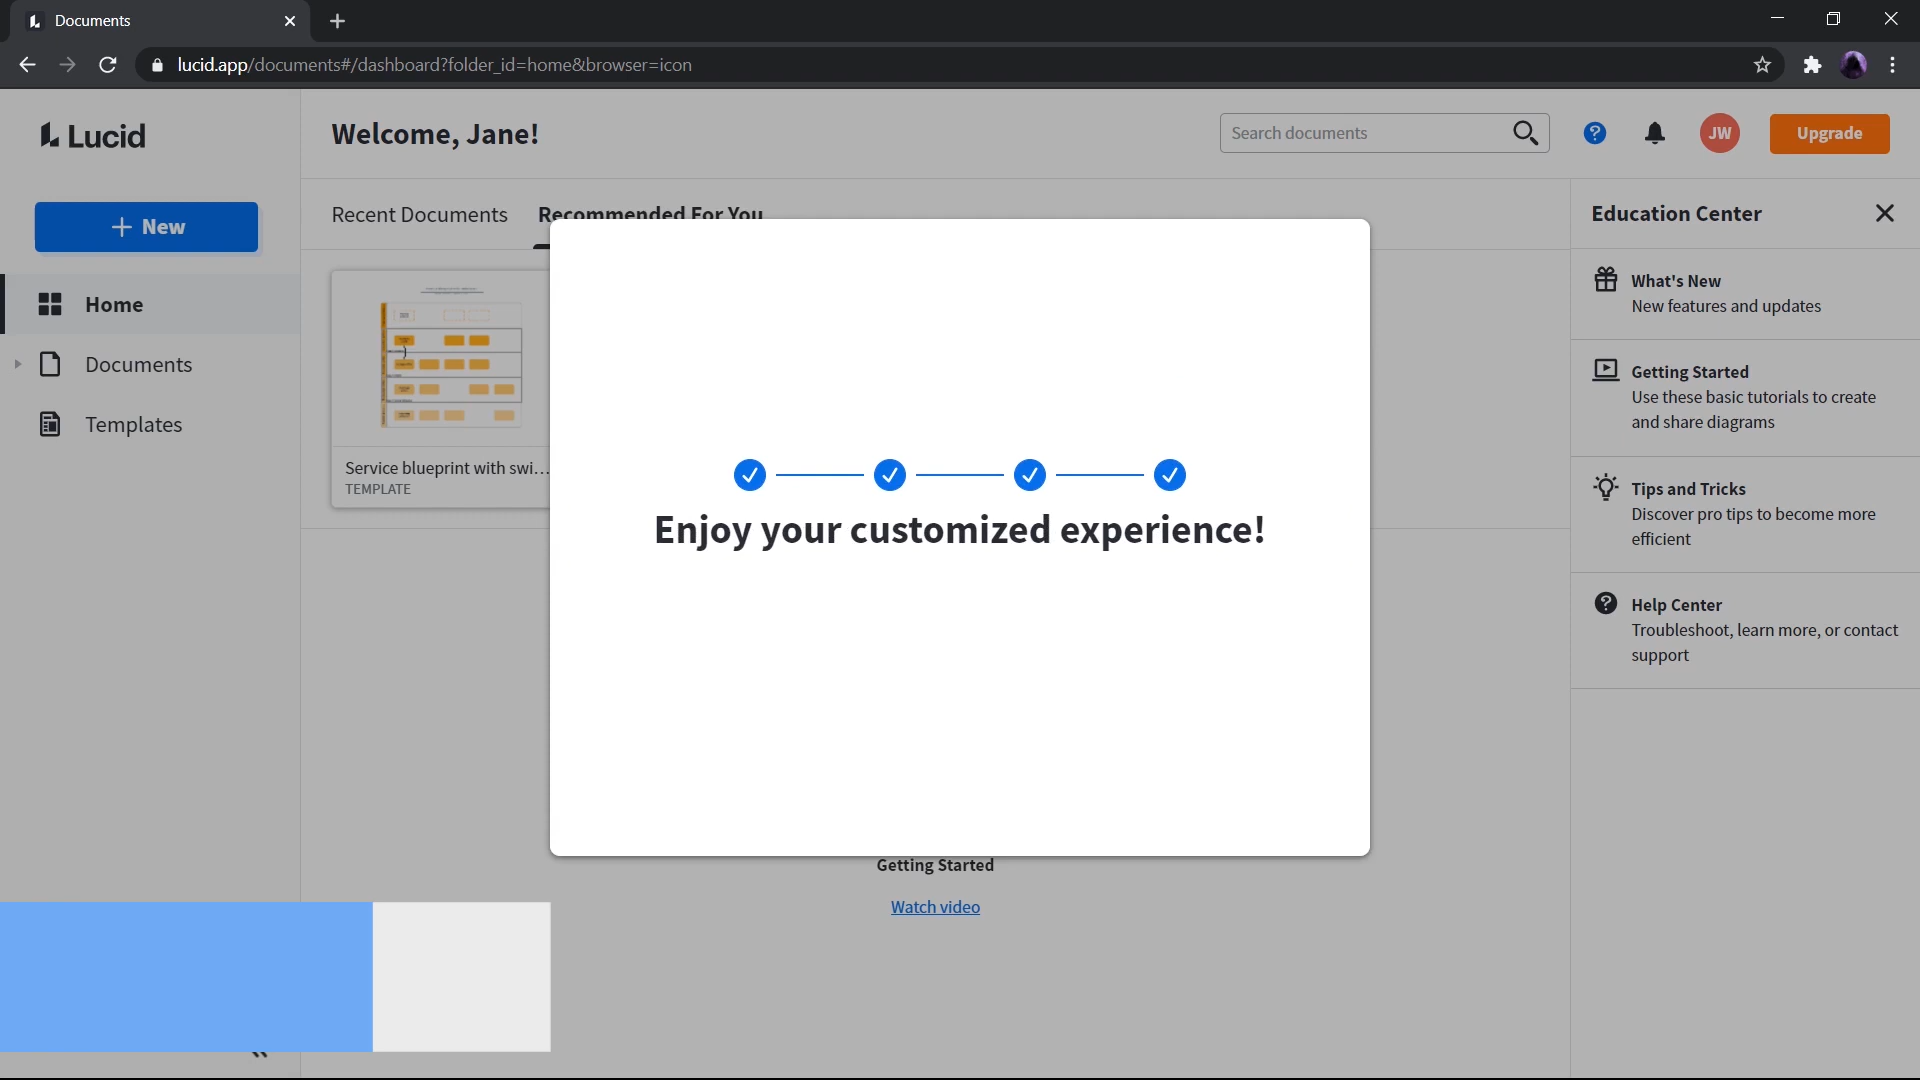 Documents
lucid.app/documents#/dashboard?folder_id=home&browser=icon
Lucid
Welcome, Jane!
Search documents
JW
Upgrade
New
Home
Documents
Templates
Recent Documents
Recommended For You
Service blueprint with swi...
TEMPLATE
Enjoy your customized experience!
Getting Started
Watch video
Education Center
What's New
New features and updates
Getting Started
Use these basic tutorials to create
and share diagrams
Tips and Tricks
Discover pro tips to become more
efficient
Help Center
Troubleshoot, learn more, or contact
support